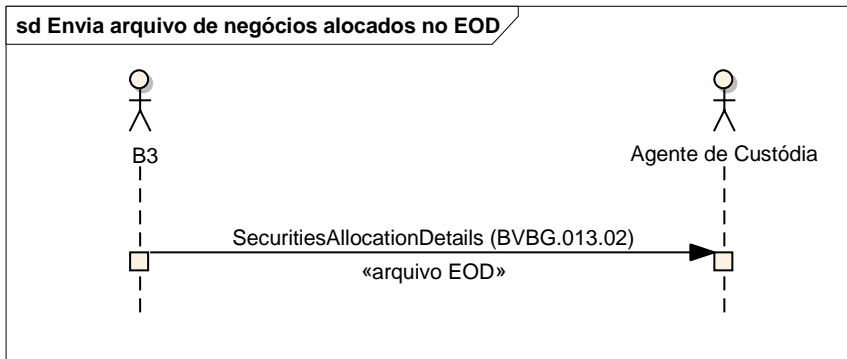 sd Envia arquivo de negócios alocados no EOD
B3
Agente de Custódia
SecuritiesAllocationDetails (BVBG.013.02)
«arquivo EOD»